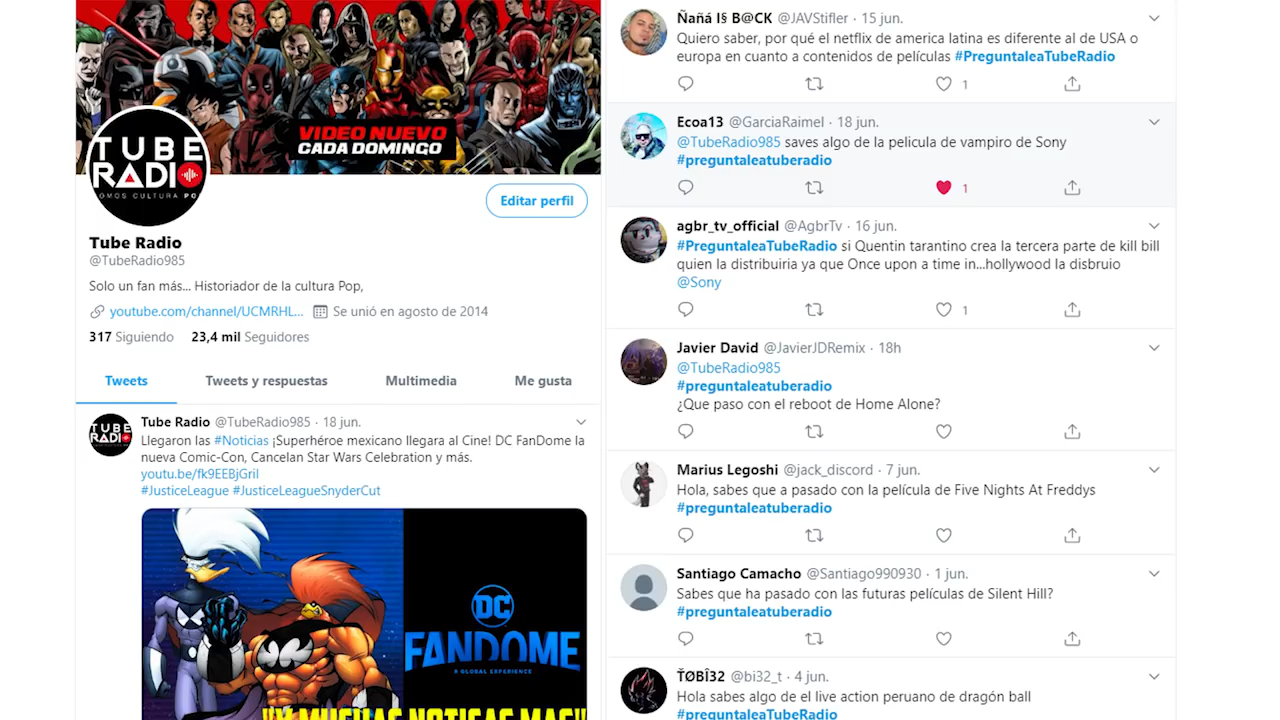 VIDEO NUEVO
CADA DOMINGO
TUBE
RADIO
SOMOS CULTURA POP
Editar perfil
Tube Radio
@TubeRadio985
Solo un fan más... Historiador de la cultura Pop,
youtube.com/channel/UCMRHL... Se unió en agosto de 2014
317 Siguiendo 23,4 mil Seguidores
Tweets Tweets y respuestas Multimedia Me gusta
TUBE
RADIO
Tube Radio @TubeRadio985 · 18 jun.
Llegaron las #Noticias ¡Superhéroe mexicano llegara al Cine! DC FanDome la
nueva Comic-Con, Cancelan Star Wars Celebration y más.
youtu.be/fk9EEBjGriI
#JusticeLeague #JusticeLeagueSnyderCut
DC
FANDOME
A GLOBAL EXPERIENCE
"Y MUCHAS NOTICAS MAS"
Ñañá I§ B@CK @JAVStifler · 15 jun.
Quiero saber, por qué el netflix de america latina es diferente al de USA o
europa en cuanto a contenidos de películas #PreguntaleaTubeRadio
1
Ecoa13 @GarciaRaimel · 18 jun.
@TubeRadio985 saves algo de la pelicula de vampiro de Sony
#preguntaleatuberadio
1
agbr_tv_official @AgbrTv · 16 jun.
#PreguntaleaTubeRadio si Quentin tarantino crea la tercera parte de kill bill
quien la distribuiria ya que Once upon a time in...hollywood la disbruio
@Sony
1
Javier David @JavierJDRemix · 18h
@TubeRadio985
#preguntaleatuberadio
¿Que paso con el reboot de Home Alone?
Marius Legoshi @jack_discord · 7 jun.
Hola, sabes que a pasado con la película de Five Nights At Freddys
#preguntaleatuberadio
Santiago Camacho @Santiago990930 · 1 jun.
Sabes que ha pasado con las futuras películas de Silent Hill?
#preguntaleatuberadio
ŤØBÎ32 @bi32_t · 4 jun.
Hola sabes algo de el live action peruano de dragón ball
#preguntaleaTubeRadio